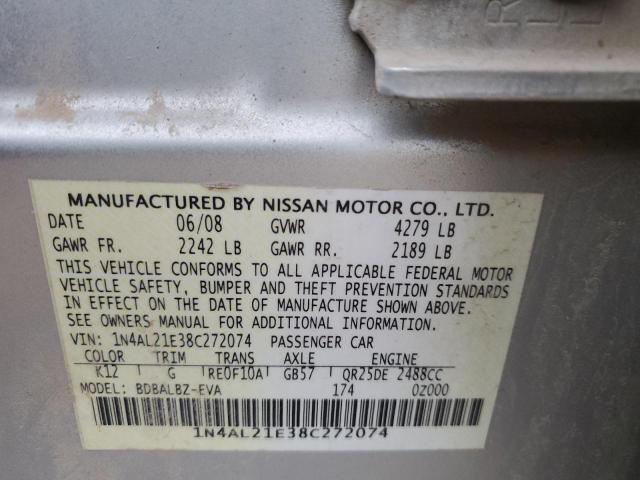 MANUFACTURED BY NISSAN MOTOR CO., LTD.
DATE 06/08 GVWR 4279 LB
GAWR FR. 2242 LB GAWR RR. 2189 LB
THIS VEHICLE CONFORMS TO ALL APPLICABLE FEDERAL MOTOR
VEHICLE SAFETY, BUMPER AND THEFT PREVENTION STANDARDS
IN EFFECT ON THE DATE OF MANUFACTURE SHOWN ABOVE.
SEE OWNERS MANUAL FOR ADDITIONAL INFORMATION.
VIN: 1N4AL21E38C272074 PASSENGER CAR
COLOR TRIM TRANS AXLE ENGINE
K12 G RE0F10A GB57 QR25DE 2488CC
MODEL: BDBALBZ-EVA 174 0Z000
1N4AL21E38C272074